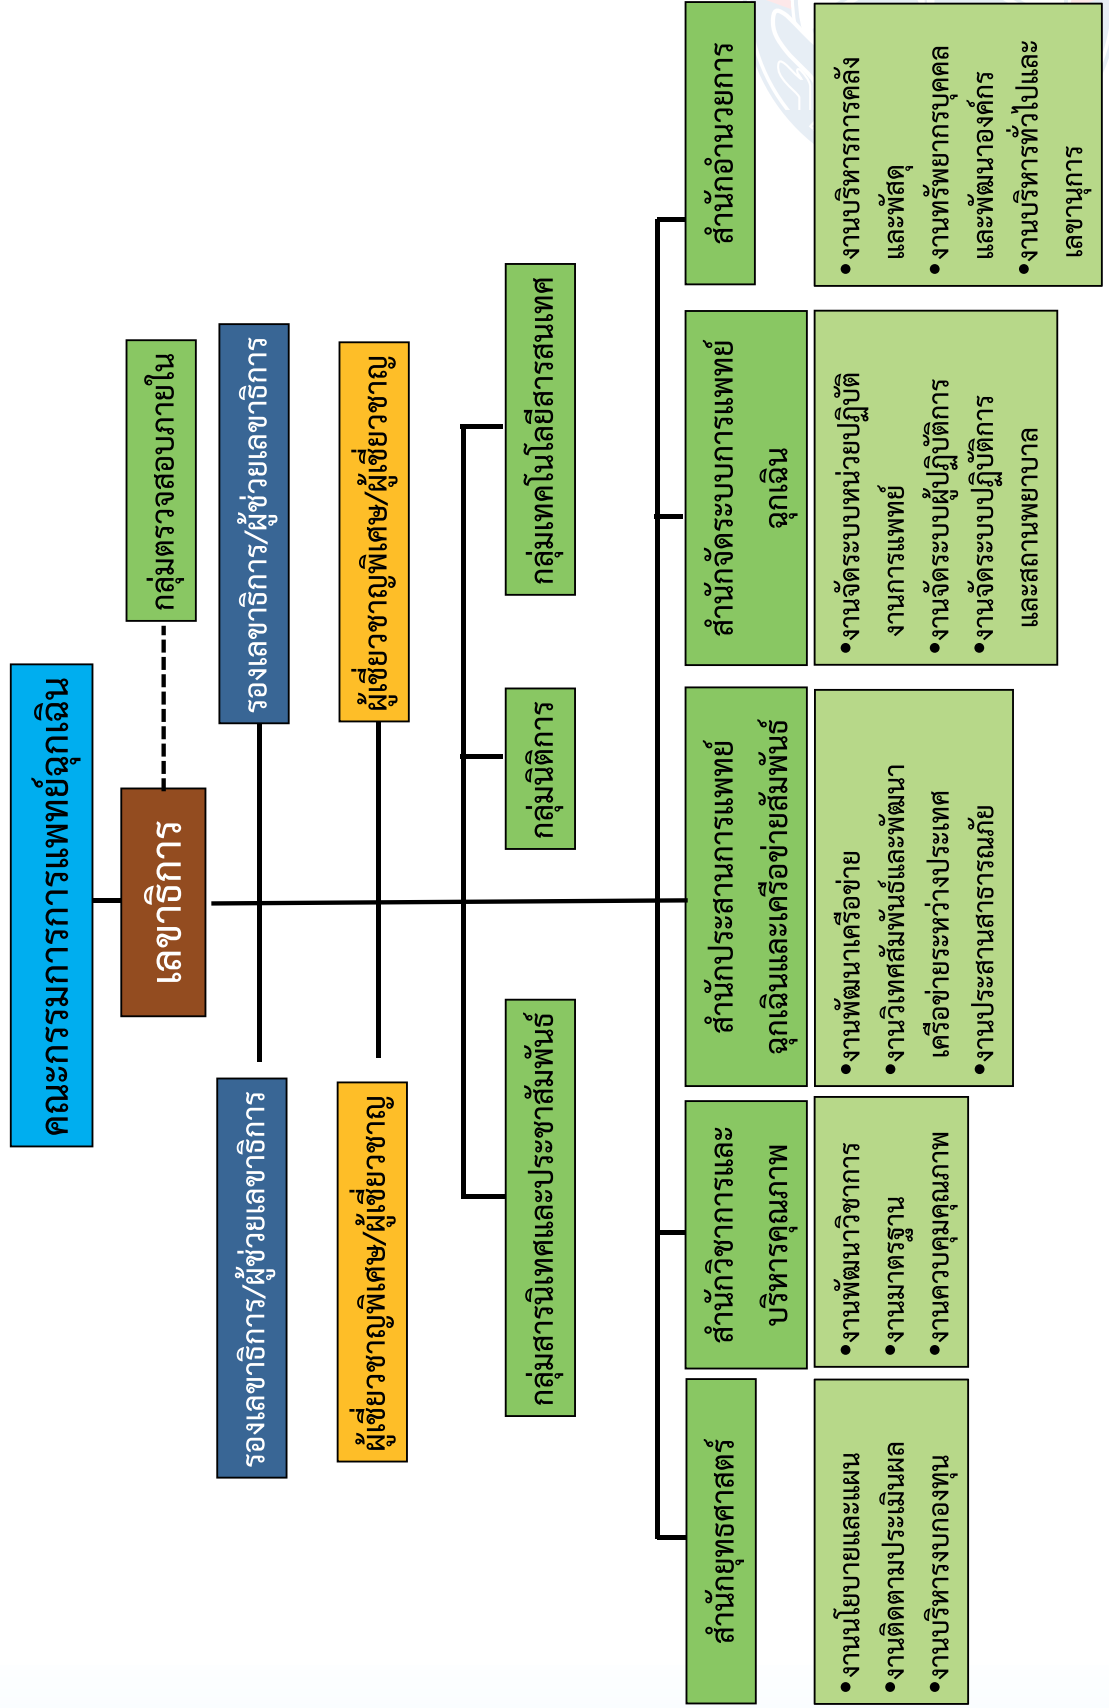 คณะกรรมการการแพทย์ฉุกเฉิน
เลขาธิการ
กลุ่มตรวจสอบภายใน
รองเลขาธิการ/ผู้ช่วยเลขาธิการ
รองเลขาธิการ/ผู้ช่วยเลขาธิการ
ผู้เชี่ยวชาญพิเศษ/ผู้เชี่ยวชาญ
ผู้เชี่ยวชาญพิเศษ/ผู้เชี่ยวชาญ
กลุ่มสารนิเทศและประชาสัมพันธ์
กลุ่มนิติการ
กลุ่มเทคโนโลยีสารสนเทศ
สำนักยุทธศาสตร์
•งานนโยบายและแผน
•งานติดตามประเมินผล
•งานบริหารงบกองทุน
สำนักวิชาการและ
บริหารคุณภาพ
•งานพัฒนาวิชาการ
•งานมาตรฐาน
•งานควบคุมคุณภาพ
สำนักประสานการแพทย์
ฉุกเฉินและเครือข่ายสัมพันธ์
•งานพัฒนาเครือข่าย
•งานวิเทศสัมพันธ์และพัฒนา
เครือข่ายระหว่างประเทศ
•งานประสานสาธารณภัย
สำนักจัดระบบการแพทย์
ฉุกเฉิน
•งานจัดระบบหน่วยปฏิบัติ
งานการแพทย์
•งานจัดระบบผู้ปฏิบัติการ
•งานจัดระบบปฏิบัติการ
และสถานพยาบาล
สำนักอำนวยการ
•งานบริหารการคลัง
และพัสดุ
•งานทรัพยากรบุคคล
และพัฒนาองค์กร
•งานบริหารทั่วไปและ
เลขานุการ